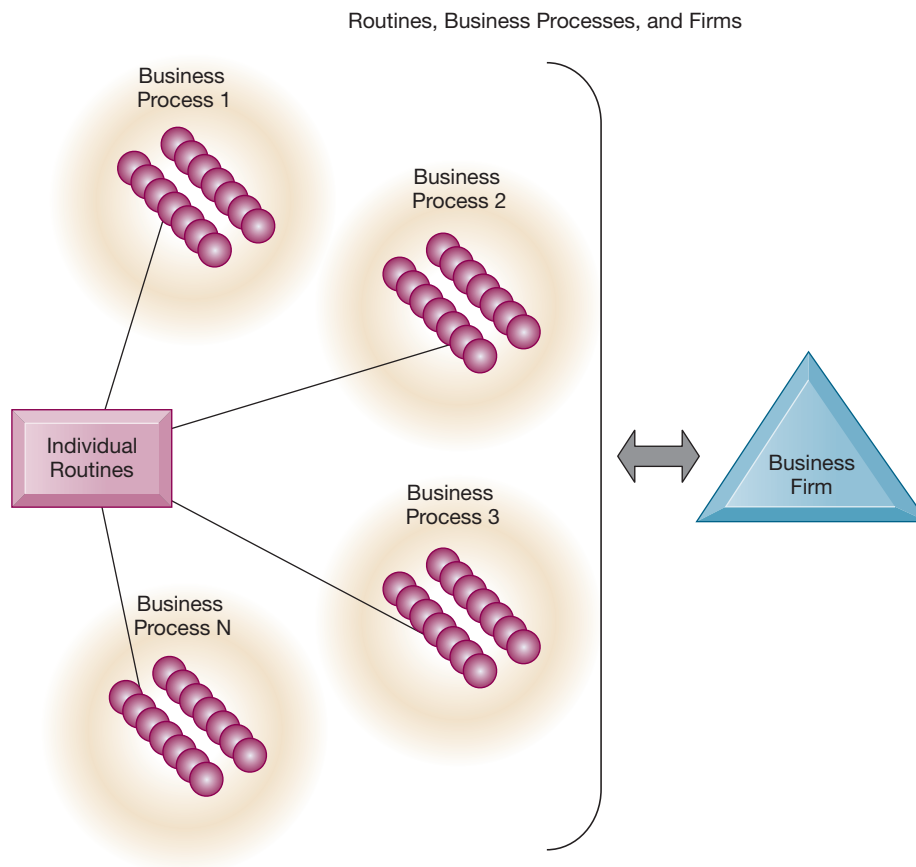 Routines, Business Processes, and Firms
Business
Process 1
Business
Process 2
Individual
Routines
Business
Firm
Business
Process 3
Business
Process N